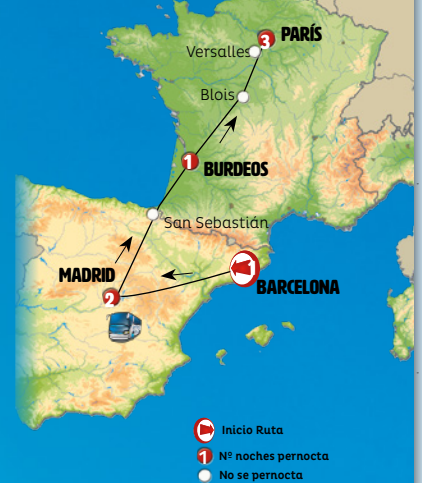 3 PARÍS
Versalles
Blois
1 BURDEOS
San Sebastián
MADRID
2
BARCELONA
Inicio Ruta
1 Nº noches pernocta
No se pernocta